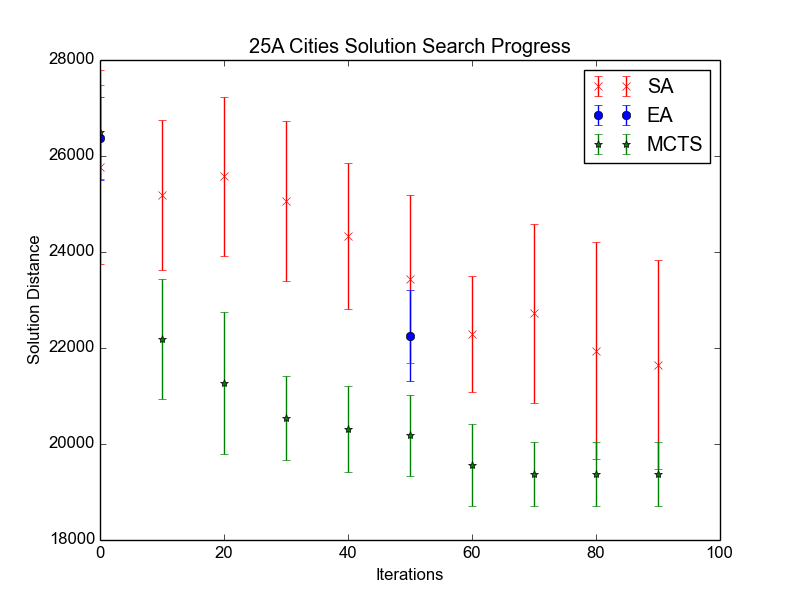 25A Cities Solution Search Progress
28000
26000
24000
22000
20000
18000
Solution Distance
SA
EA
MCTS
0
20
40
60
80
100
Iterations